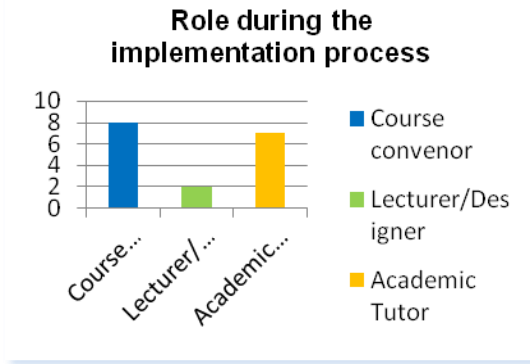 Role during the
implementation process
10
8
6
4
2
0
Course...
Lecturer/...
Academic...
Course
convenor
Lecturer/Des
igner
Academic
Tutor